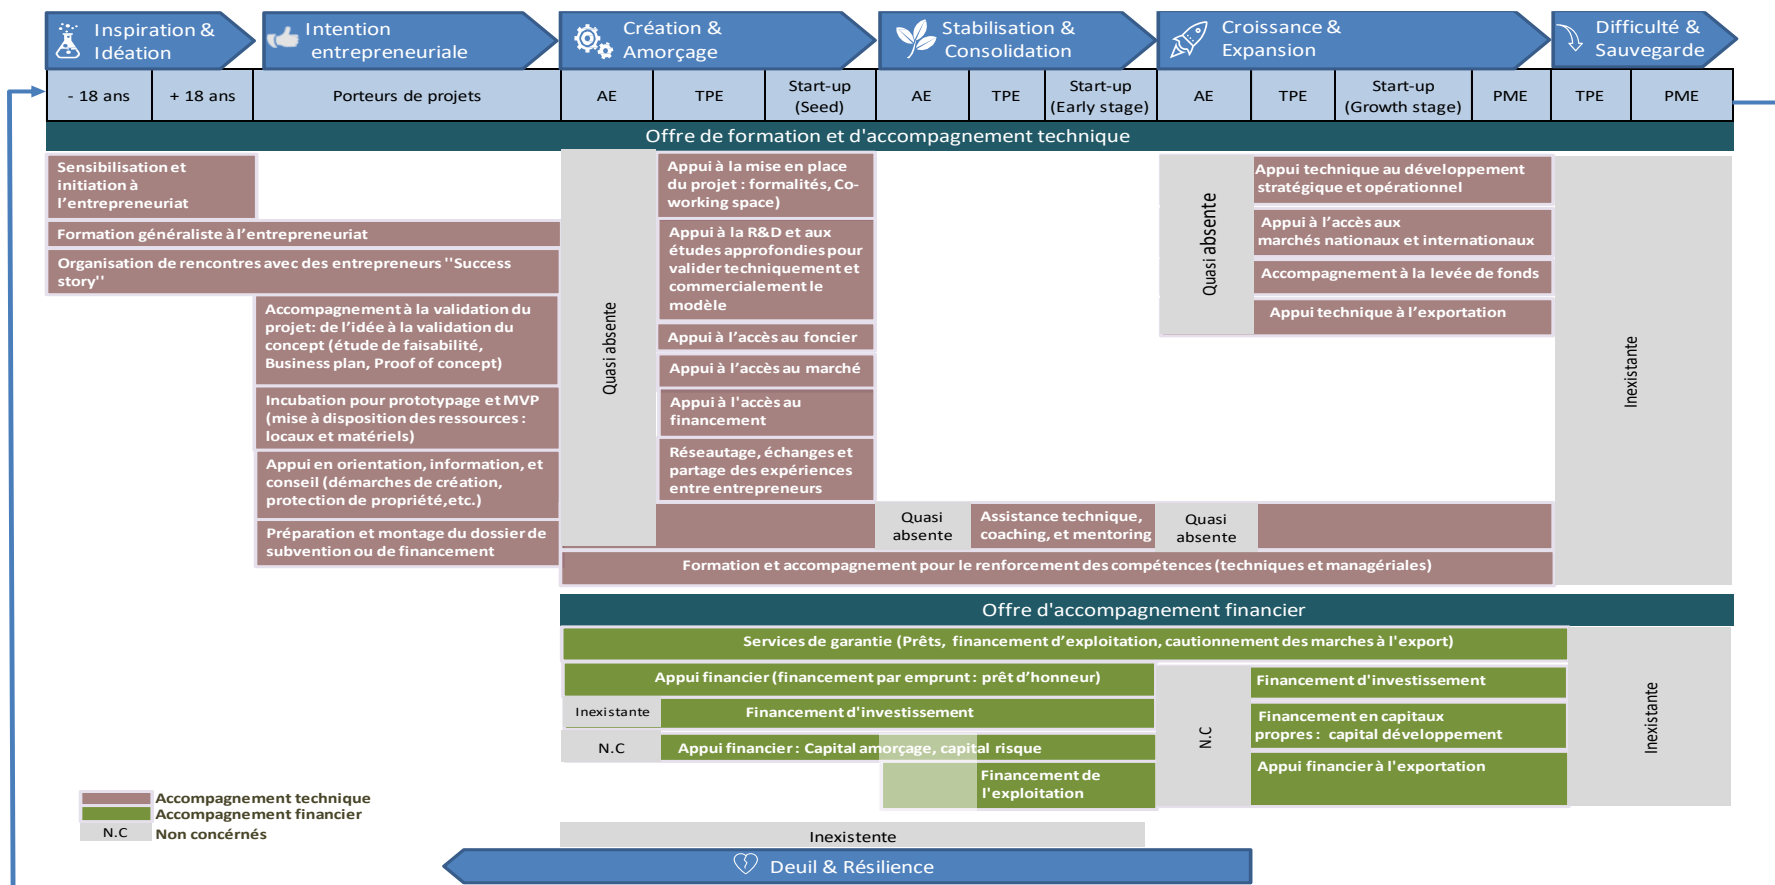 Inspiration &
Idéation
Intention
entrepreneuriale
Création &
Amorçage
Stabilisation &
Consolidation
Croissance &
Expansion
Difficulté &
Sauvegarde
- 18 ans
+ 18 ans
Porteurs de projets
AE
TPE
Start-up
(Seed)
AE
TPE
Start-up
(Early stage)
AE
TPE
Start-up
(Growth stage)
PME
TPE
PME
Offre de formation et d'accompagnement technique
Sensibilisation et
initiation à
l'entrepreneuriat
Formation généraliste à l'entrepreneuriat
Organisation de rencontres avec des entrepreneurs ''Success
story''
Accompagnement à la validation du
projet: de l'idée à la validation du
concept (étude de faisabilité,
Business plan, Proof of concept)
Incubation pour prototypage et MVP
(mise à disposition des ressources :
locaux et matériels)
Appui en orientation, information, et
conseil (démarches de création,
protection de propriété,etc.)
Préparation et montage du dossier de
subvention ou de financement
Quasi absente
Appui à la mise en place
du projet : formalités, Co-
working space)
Appui à la R&D et aux
études approfondies pour
valider techniquement et
commercialement le
modèle
Appui à l'accès au foncier
Appui à l'accès au marché
Appui à l'accès au
financement
Réseautage, échanges et
partage des expériences
entre entrepreneurs
Quasi
absente
Assistance technique,
coaching, et mentoring
Quasi
absente
Quasi absente
Appui technique au développement
stratégique et opérationnel
Appui à l'accès aux
marchés nationaux et internationaux
Accompagnement à la levée de fonds
Appui technique à l'exportation
Inexistante
Formation et accompagnement pour le renforcement des compétences (techniques et managériales)
Offre d'accompagnement financier
Services de garantie (Prêts, financement d'exploitation, cautionnement des marches à l'export)
Appui financier (financement par emprunt : prêt d'honneur)
Inexistante
Financement d'investissement
N.C
Appui financier : Capital amorçage, capital risque
Financement de
l'exploitation
N.C
Financement d'investissement
Financement en capitaux
propres : capital développement
Appui financier à l'exportation
Inexistante
Accompagnement technique
Accompagnement financier
N.C
Non concérnés
Inexistente
Deuil & Résilience